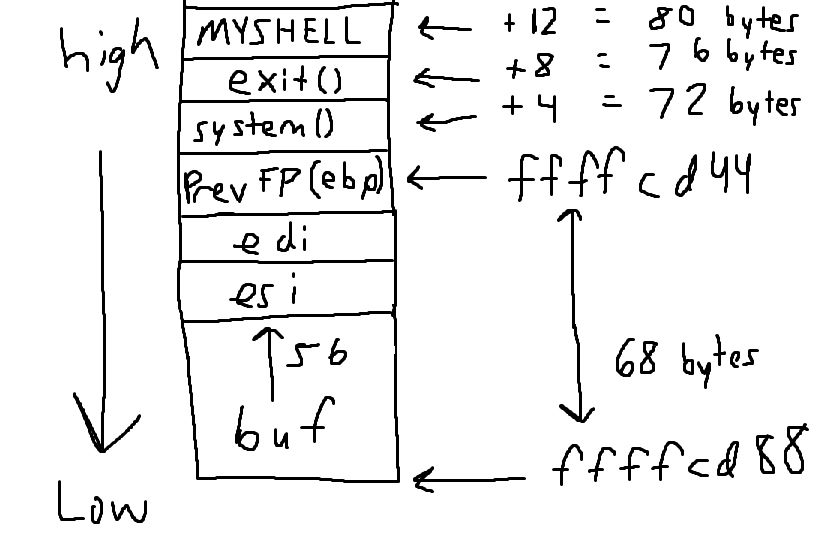 high
MYSHELL + 12 = 80 bytes
exit() + 8 = 76 bytes
system() + 4 = 72 bytes
Prev FP (ebp) ffffcd44
edi
esi
56
68 bytes
buf
ffffcd88
Low